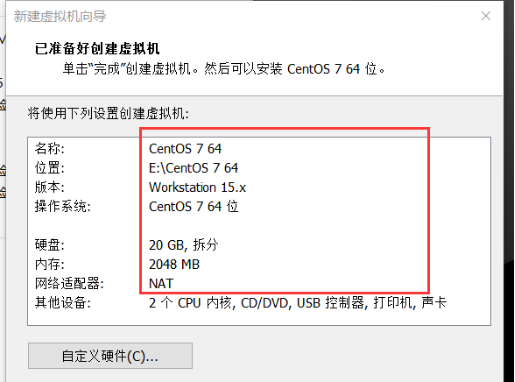 新建虚拟机向导
已准备好创建虚拟机
单击“完成”创建虚拟机。然后可以安装 CentOS 7 64 位。
将使用下列设置创建虚拟机:
名称: CentOS 7 64
位置: E:\CentOS 7 64
版本: Workstation 15.x
操作系统: CentOS 7 64 位
硬盘: 20 GB, 拆分
内存: 2048 MB
网络适配器: NAT
其他设备: 2 个 CPU 内核, CD/DVD, USB 控制器, 打印机, 声卡
自定义硬件(C)...